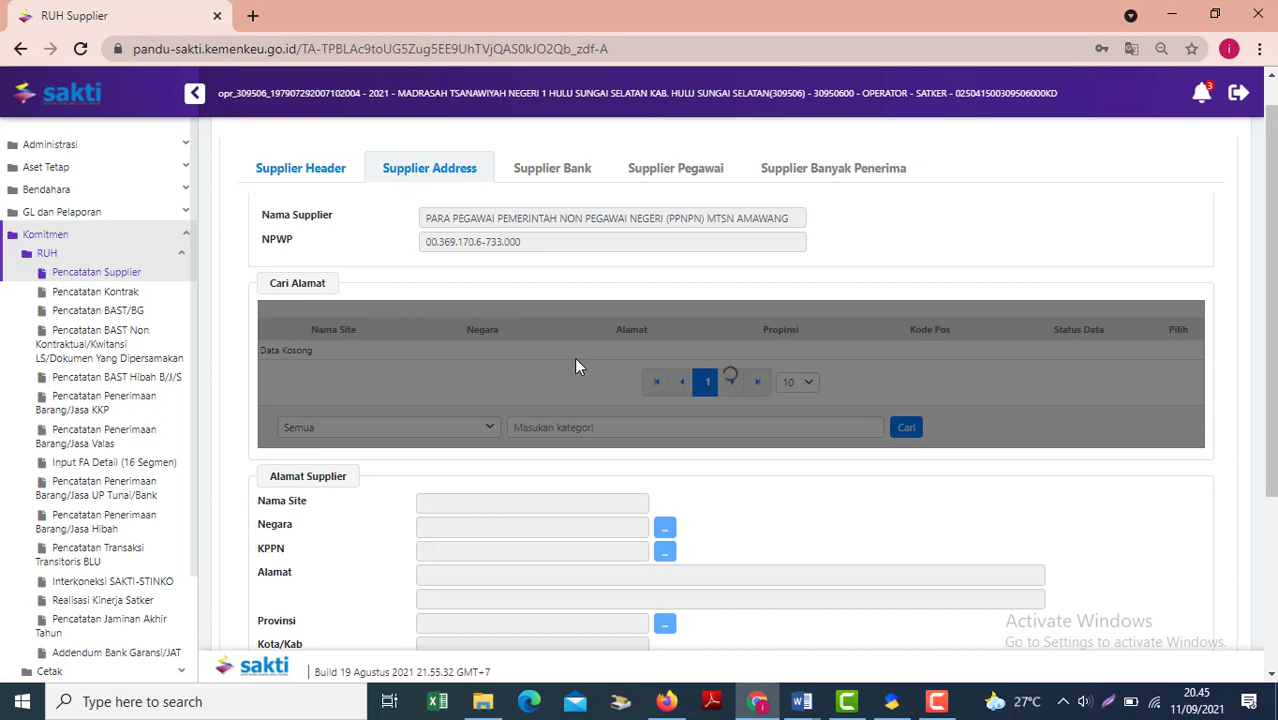 RUH Supplier
pandu-sakti.kemenkeu.go.id/TA-TPBLAc9toUG5Zug5EE9UhTVjQAS0kJO2Qb_zdf-A
i
sakti
opr_309506_197907292007102004 - 2021 - MADRASAH TSANAWIYAH NEGERI 1 HULU SUNGAI SELATAN KAB. HULU SUNGAI SELATAN(309506) - 30950600 - OPERATOR - SATKER - 025041500309506000KD
3
Administrasi
Aset Tetap
Bendahara
GL dan Pelaporan
Komitmen
RUH
Pencatatan Supplier
Pencatatan Kontrak
Pencatatan BAST/BG
Pencatatan BAST Non
Kontraktual/Kwitansi
LS/Dokumen Yang Dipersamakan
Pencatatan BAST Hibah B/J/S
Pencatatan Penerimaan
Barang/Jasa KKP
Pencatatan Penerimaan
Barang/Jasa Valas
Input FA Detail (16 Segmen)
Pencatatan Penerimaan
Barang/Jasa UP Tunai/Bank
Pencatatan Penerimaan
Barang/Jasa Hibah
Pencatatan Transaksi
Transitoris BLU
Interkoneksi SAKTI-STINKO
Realisasi Kinerja Satker
Pencatatan Jaminan Akhir
Tahun
Addendum Bank Garansi/JAT
Cetak
Supplier Header
Supplier Address
Supplier Bank
Supplier Pegawai
Supplier Banyak Penerima
Nama Supplier
PARA PEGAWAI PEMERINTAH NON PEGAWAI NEGERI (PPNPN) MTSN AMAWANG
NPWP
00.369.170.6-733.000
Cari Alamat
Nama Site Negara Alamat Propinsi Kode Pos Status Data Pilih
Data Kosong
1
10
Semua
Masukan kategori
Cari
Alamat Supplier
Nama Site
Negara
...
KPPN
...
Alamat
Provinsi
...
Kota/Kab
Activate Windows
Go to Settings to activate Windows.
sakti
Build 19 Agustus 2021 21.55.32 GMT+7
Type here to search
27°C
20.45
11/09/2021